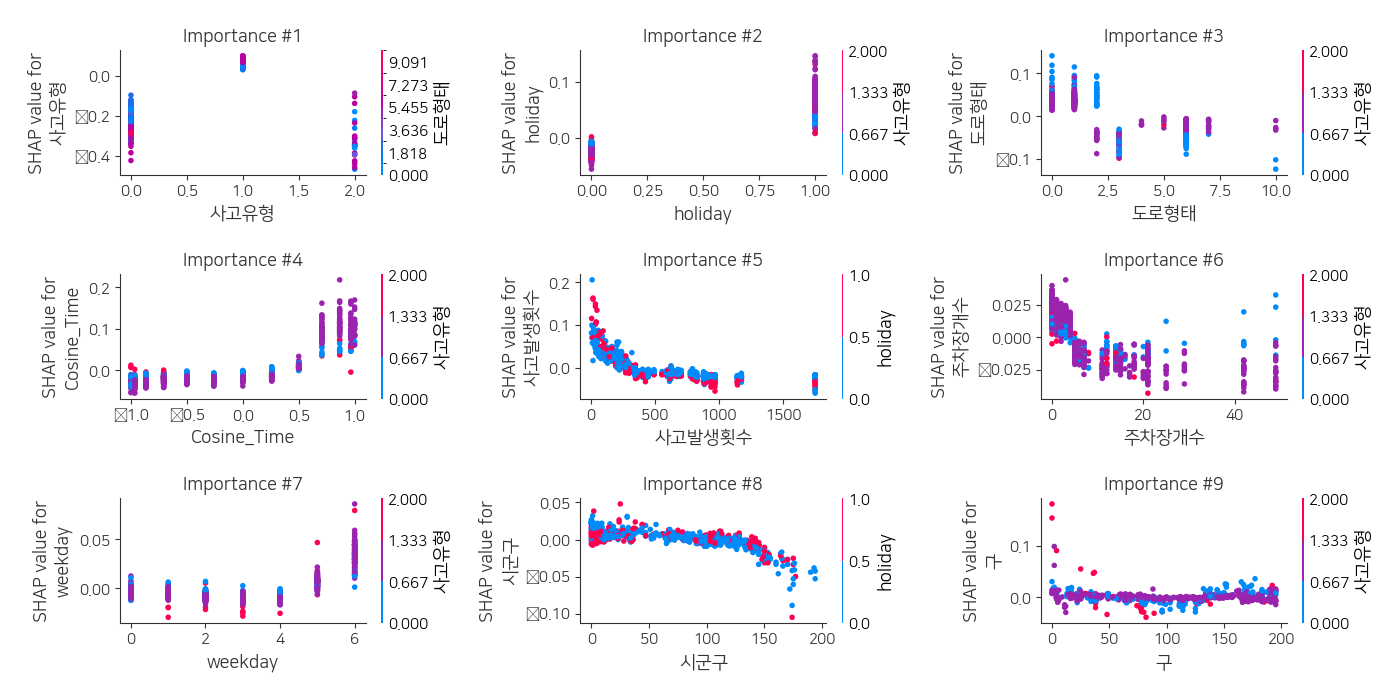 Importance #1
SHAP value for
사고유형
0.0
0.2
0.4
0.0 0.5 1.0 1.5 2.0
사고유형
9.091
7.273
5.455
3.636
1.818
0.000
도로형태
Importance #2
SHAP value for
holiday
0.1
0.0
0.00 0.25 0.50 0.75 1.00
holiday
2.000
1.333
0.667
0.000
사고유형
Importance #3
SHAP value for
도로형태
0.1
0.0
0.1
0.0 2.5 5.0 7.5 10.0
도로형태
2.000
1.333
0.667
0.000
사고유형
Importance #4
SHAP value for
Cosine_Time
0.2
0.1
0.0
1.0 0.5 0.0 0.5 1.0
Cosine_Time
2.000
1.333
0.667
0.000
사고유형
Importance #5
SHAP value for
사고발생횟수
0.2
0.1
0.0
0 500 1000 1500
사고발생횟수
1.0
0.5
0.0
holiday
Importance #6
SHAP value for
주차장개수
0.025
0.000
0.025
0 20 40
주차장개수
2.000
1.333
0.667
0.000
사고유형
Importance #7
SHAP value for
weekday
0.05
0.00
0 2 4 6
weekday
2.000
1.333
0.667
0.000
사고유형
Importance #8
SHAP value for
시군구
0.05
0.00
0.05
0.10
0 50 100 150 200
시군구
1.0
0.5
0.0
holiday
Importance #9
SHAP value for
구
0.1
0.0
0 50 100 150 200
구
2.000
1.333
0.667
0.000
사고유형